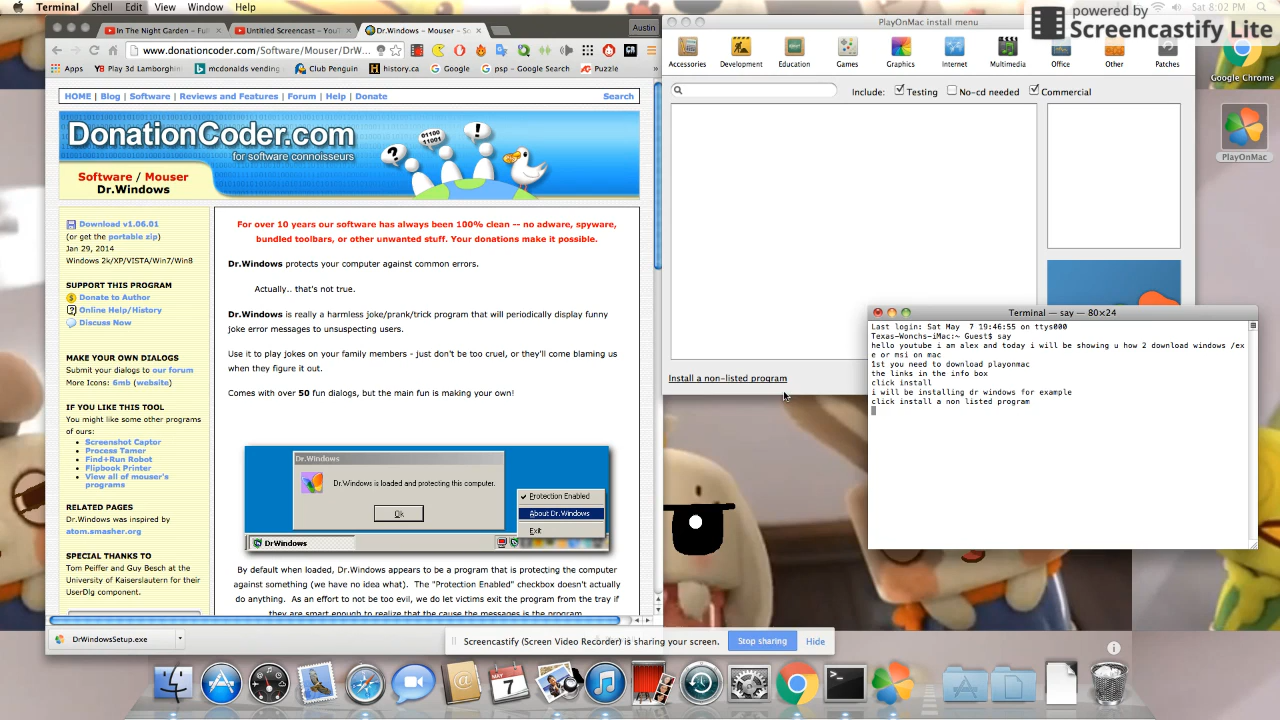 Terminal Shell Edit View Window Help
Sat 8:02 PM
powered by
Screencastify Lite
In The Night Garden - Ful
Untitled Screencast - YouT
Dr.Windows - Mouser - So
Austin
www.donationcoder.com/Software/Mouser/DrW...
Apps Play 3d Lamborghi mcdonalds vending Club Penguin history.ca Google psp - Google Search Puzzle
HOME | Blog | Software | Reviews and Features | Forum | Help | Donate
Search
DonationCoder.com
for software connoisseurs
01100
11001
Software / Mouser
Dr.Windows
Download v1.06.01
(or get the portable zip)
Jan 29, 2014
Windows 2k/XP/VISTA/Win7/Win8
SUPPORT THIS PROGRAM
Donate to Author
Online Help/History
Discuss Now
MAKE YOUR OWN DIALOGS
Submit your dialogs to our forum
More Icons: 6mb (website)
IF YOU LIKE THIS TOOL
You might like some other programs
of ours:
Screenshot Captor
Process Tamer
Find+Run Robot
Flipbook Printer
View all of mouser's
programs
RELATED PAGES
Dr.Windows was inspired by
atom.smasher.org
SPECIAL THANKS TO
Tom Peiffer and Guy Besch at the
University of Kaiserslautern for their
UserDlg component.
For over 10 years our software has always been 100% clean -- no adware, spyware,
bundled toolbars, or other unwanted stuff. Your donations make it possible.
Dr.Windows protects your computer against common errors.
Actually.. that's not true.
Dr.Windows is really a harmless joke/prank/trick program that will periodically display funny
joke error messages to unsuspecting users.
Use it to play jokes on your family members - just don't be too cruel, or they'll come blaming us
when they figure it out.
Comes with over 50 fun dialogs, but the main fun is making your own!
Dr.Windows
Dr.Windows is loaded and protecting this computer.
Ok
Protection Enabled
About Dr.Windows
Exit
DrWindows
By default when loaded, Dr.Windows appears to be a program that is protecting the computer
against something (we have no idea what). The "Protection Enabled" checkbox doesn't actually
do anything. As an effort to not be too evil, we do let victims exit the program from the tray if
they are smart enough to realize that the cause the messages is the program.
DrWindowsSetup.exe
Screencastify (Screen Video Recorder) is sharing your screen.
Stop sharing
Hide
PlayOnMac install menu
Accessories Development Education Games Graphics Internet Multimedia Office Other Patches
Include: Testing No-cd needed Commercial
Install a non-listed program
Terminal — say — 80×24
Last login: Sat May 7 19:46:55 on ttys000
Texas-Wonchs-iMac:~ Guest$ say
hello youtube i am alex and today i will be showing u how 2 download windows /ex
e or msi on mac
1st you need to download playonmac
the links in the info box
click install
i will be installing dr windows for example
click install a non listed program
Google Chrome
PlayOnMac
MAY
7